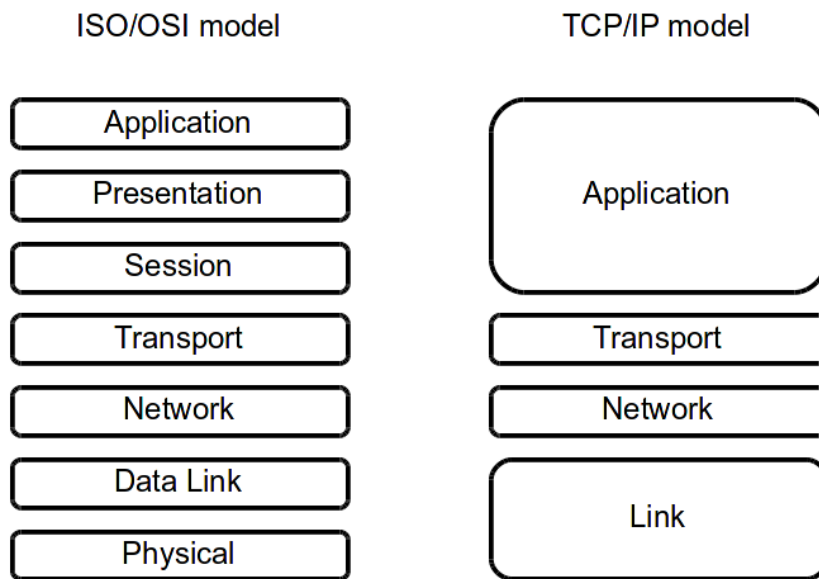 ISO/OSI model
Application
Presentation
Session
Transport
Network
Data Link
Physical
TCP/IP model
Application
Transport
Network
Link